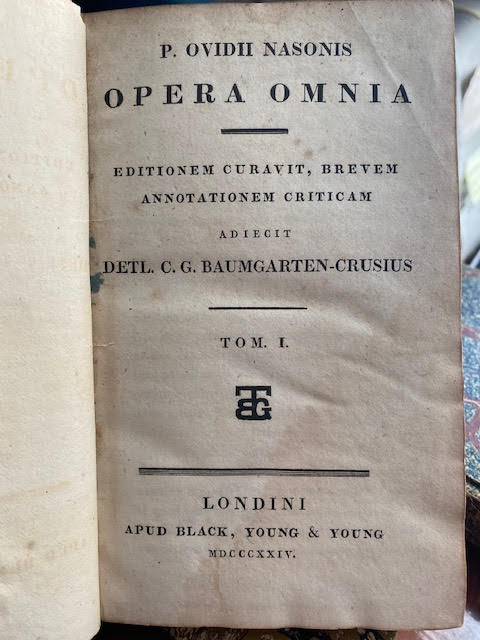 P. OVIDII NASONIS
OPERA OMNIA
EDITIONEM CURAVIT, BREVEM
ANNOTATIONEM CRITICAM
ADIECIT
DETL. C. G. BAUMGARTEN-CRUSIUS
TOM. I.
LONDINI
APUD BLACK, YOUNG & YOUNG
MDCCCXXIV.